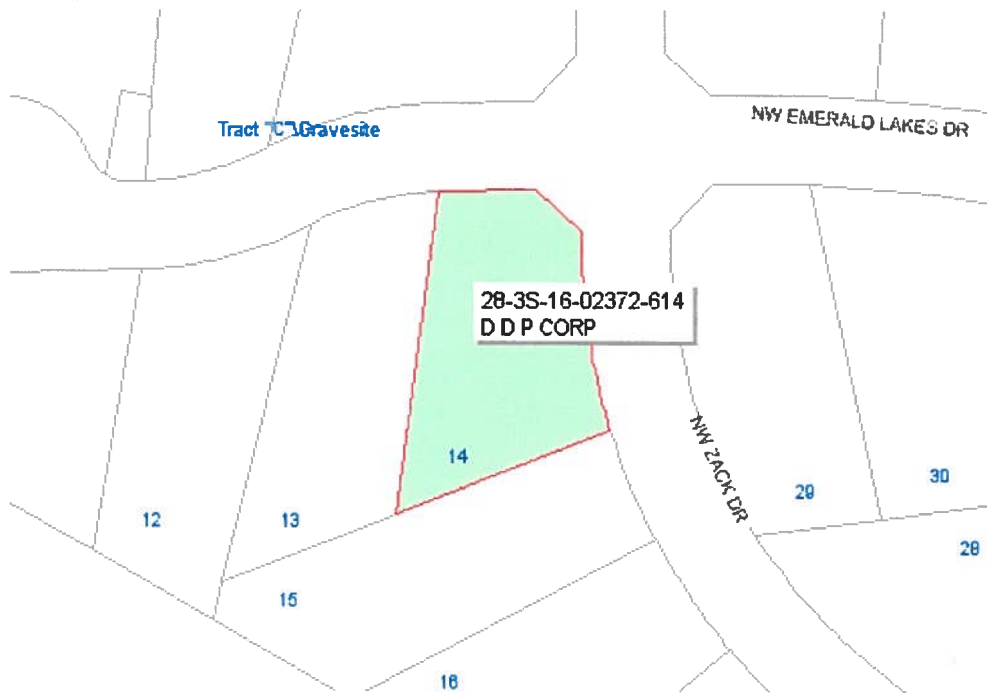 NW EMERALD LAKES DR
Tract "C" Gravesite
28-3S-16-02372-614
D D P CORP
14
NW ZACK DR
30
29
12
13
28
15
16